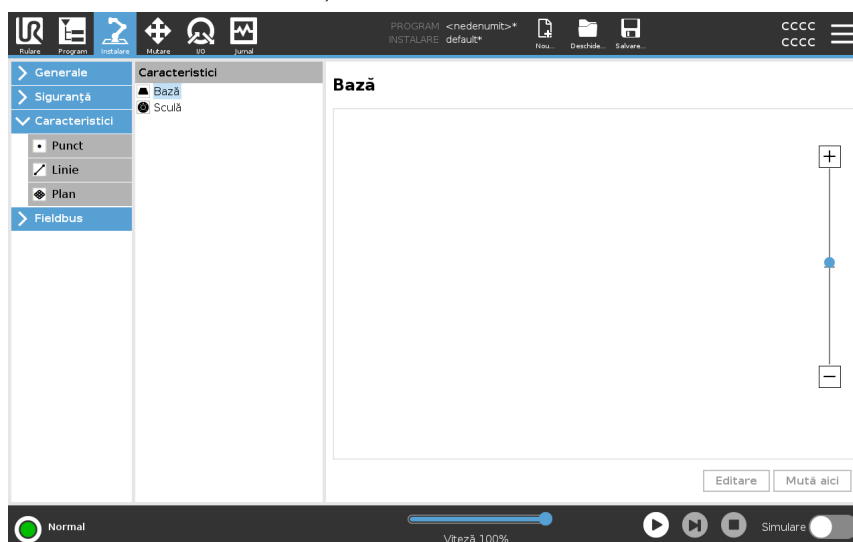 PROGRAM <nedenumit>*
INSTALARE default*
Rulare Program Instalare Mutare I/O Jurnal
Nou... Deschide... Salvare...
CCCC
CCCC
Generale
Siguranță
Caracteristici
Punct
Linie
Plan
Fieldbus
Caracteristici
Bază
Sculă
Bază
Editare
Mută aici
Normal
Viteză 100%
Simulare